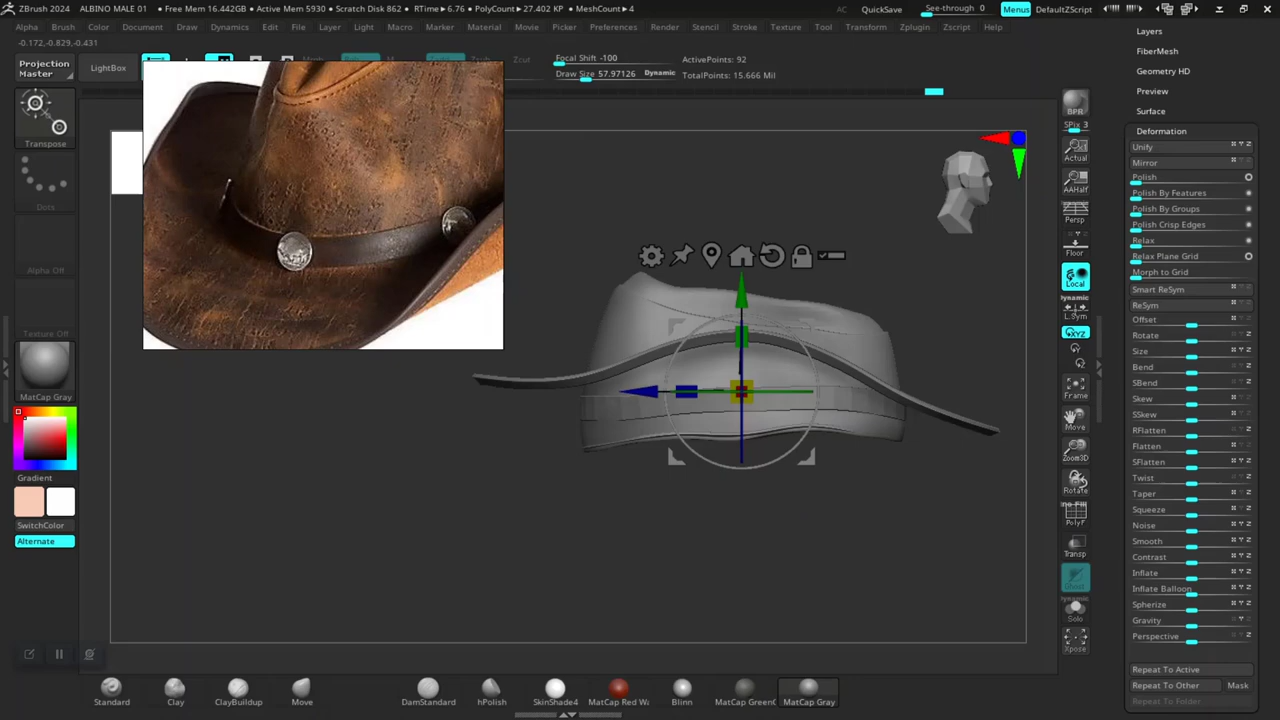 ZBrush 2024 ALBINO MALE 01 • Free Mem 16.442GB • Active Mem 5930 • Scratch Disk 862 • RTime▸6.76 • PolyCount▸27.402 KP • MeshCount▸4 AC QuickSave See-through 0 Menus DefaultZScript
Alpha Brush Color Document Draw Dynamics Edit File Layer Light Macro Marker Material Movie Picker Preferences Render Stencil Stroke Texture Tool Transform Zplugin Zscript Help
-0.172,-0.829,-0.431
Projection
Master
LightBox
Zcut
Focal Shift -100
Draw Size 57.97126 Dynamic
ActivePoints: 92
TotalPoints: 15.666 Mil
Transpose
Dots
Alpha Off
Texture Off
MatCap Gray
Gradient
SwitchColor
Alternate
BPR
SPix 3
Actual
AAHalf
Persp
Floor
Local
Dynamic
L.Sym
XYZ
Frame
Move
Zoom3D
Rotate
PolyF
Transp
Ghost
Solo
Xpose
Layers
FiberMesh
Geometry HD
Preview
Surface
Deformation
Unify
Mirror
Polish
Polish By Features
Polish By Groups
Polish Crisp Edges
Relax
Relax Plane Grid
Morph to Grid
Smart ReSym
ReSym
Offset
Rotate
Size
Bend
SBend
Skew
SSkew
RFlatten
Flatten
SFlatten
Twist
Taper
Squeeze
Noise
Smooth
Contrast
Inflate
Inflate Balloon
Spherize
Gravity
Perspective
Repeat To Active
Repeat To Other Mask
Repeat To Folder
Standard Clay ClayBuildup Move DamStandard hPolish SkinShade4 MatCap Red Wa Blinn MatCap GreenC MatCap Gray